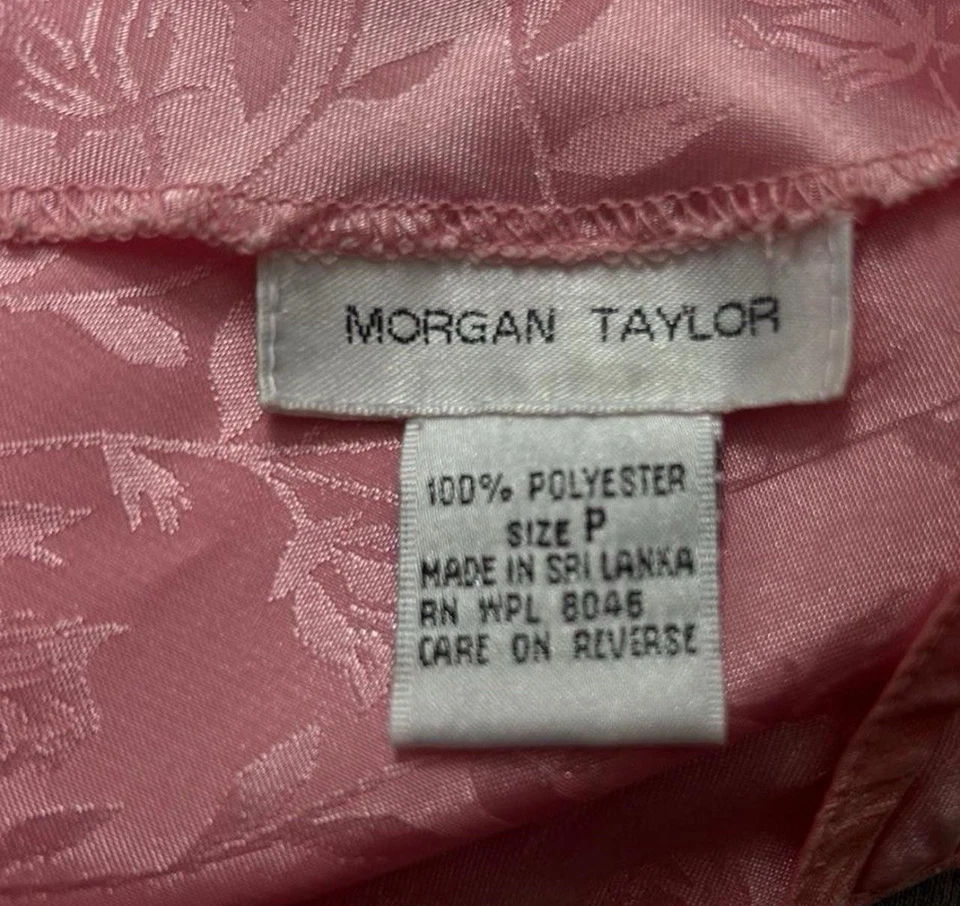 MORGAN TAYLOR
100% POLYESTER
SIZE P
MADE IN SRI LANKA
RN WPL 8046
CARE ON REVERSE